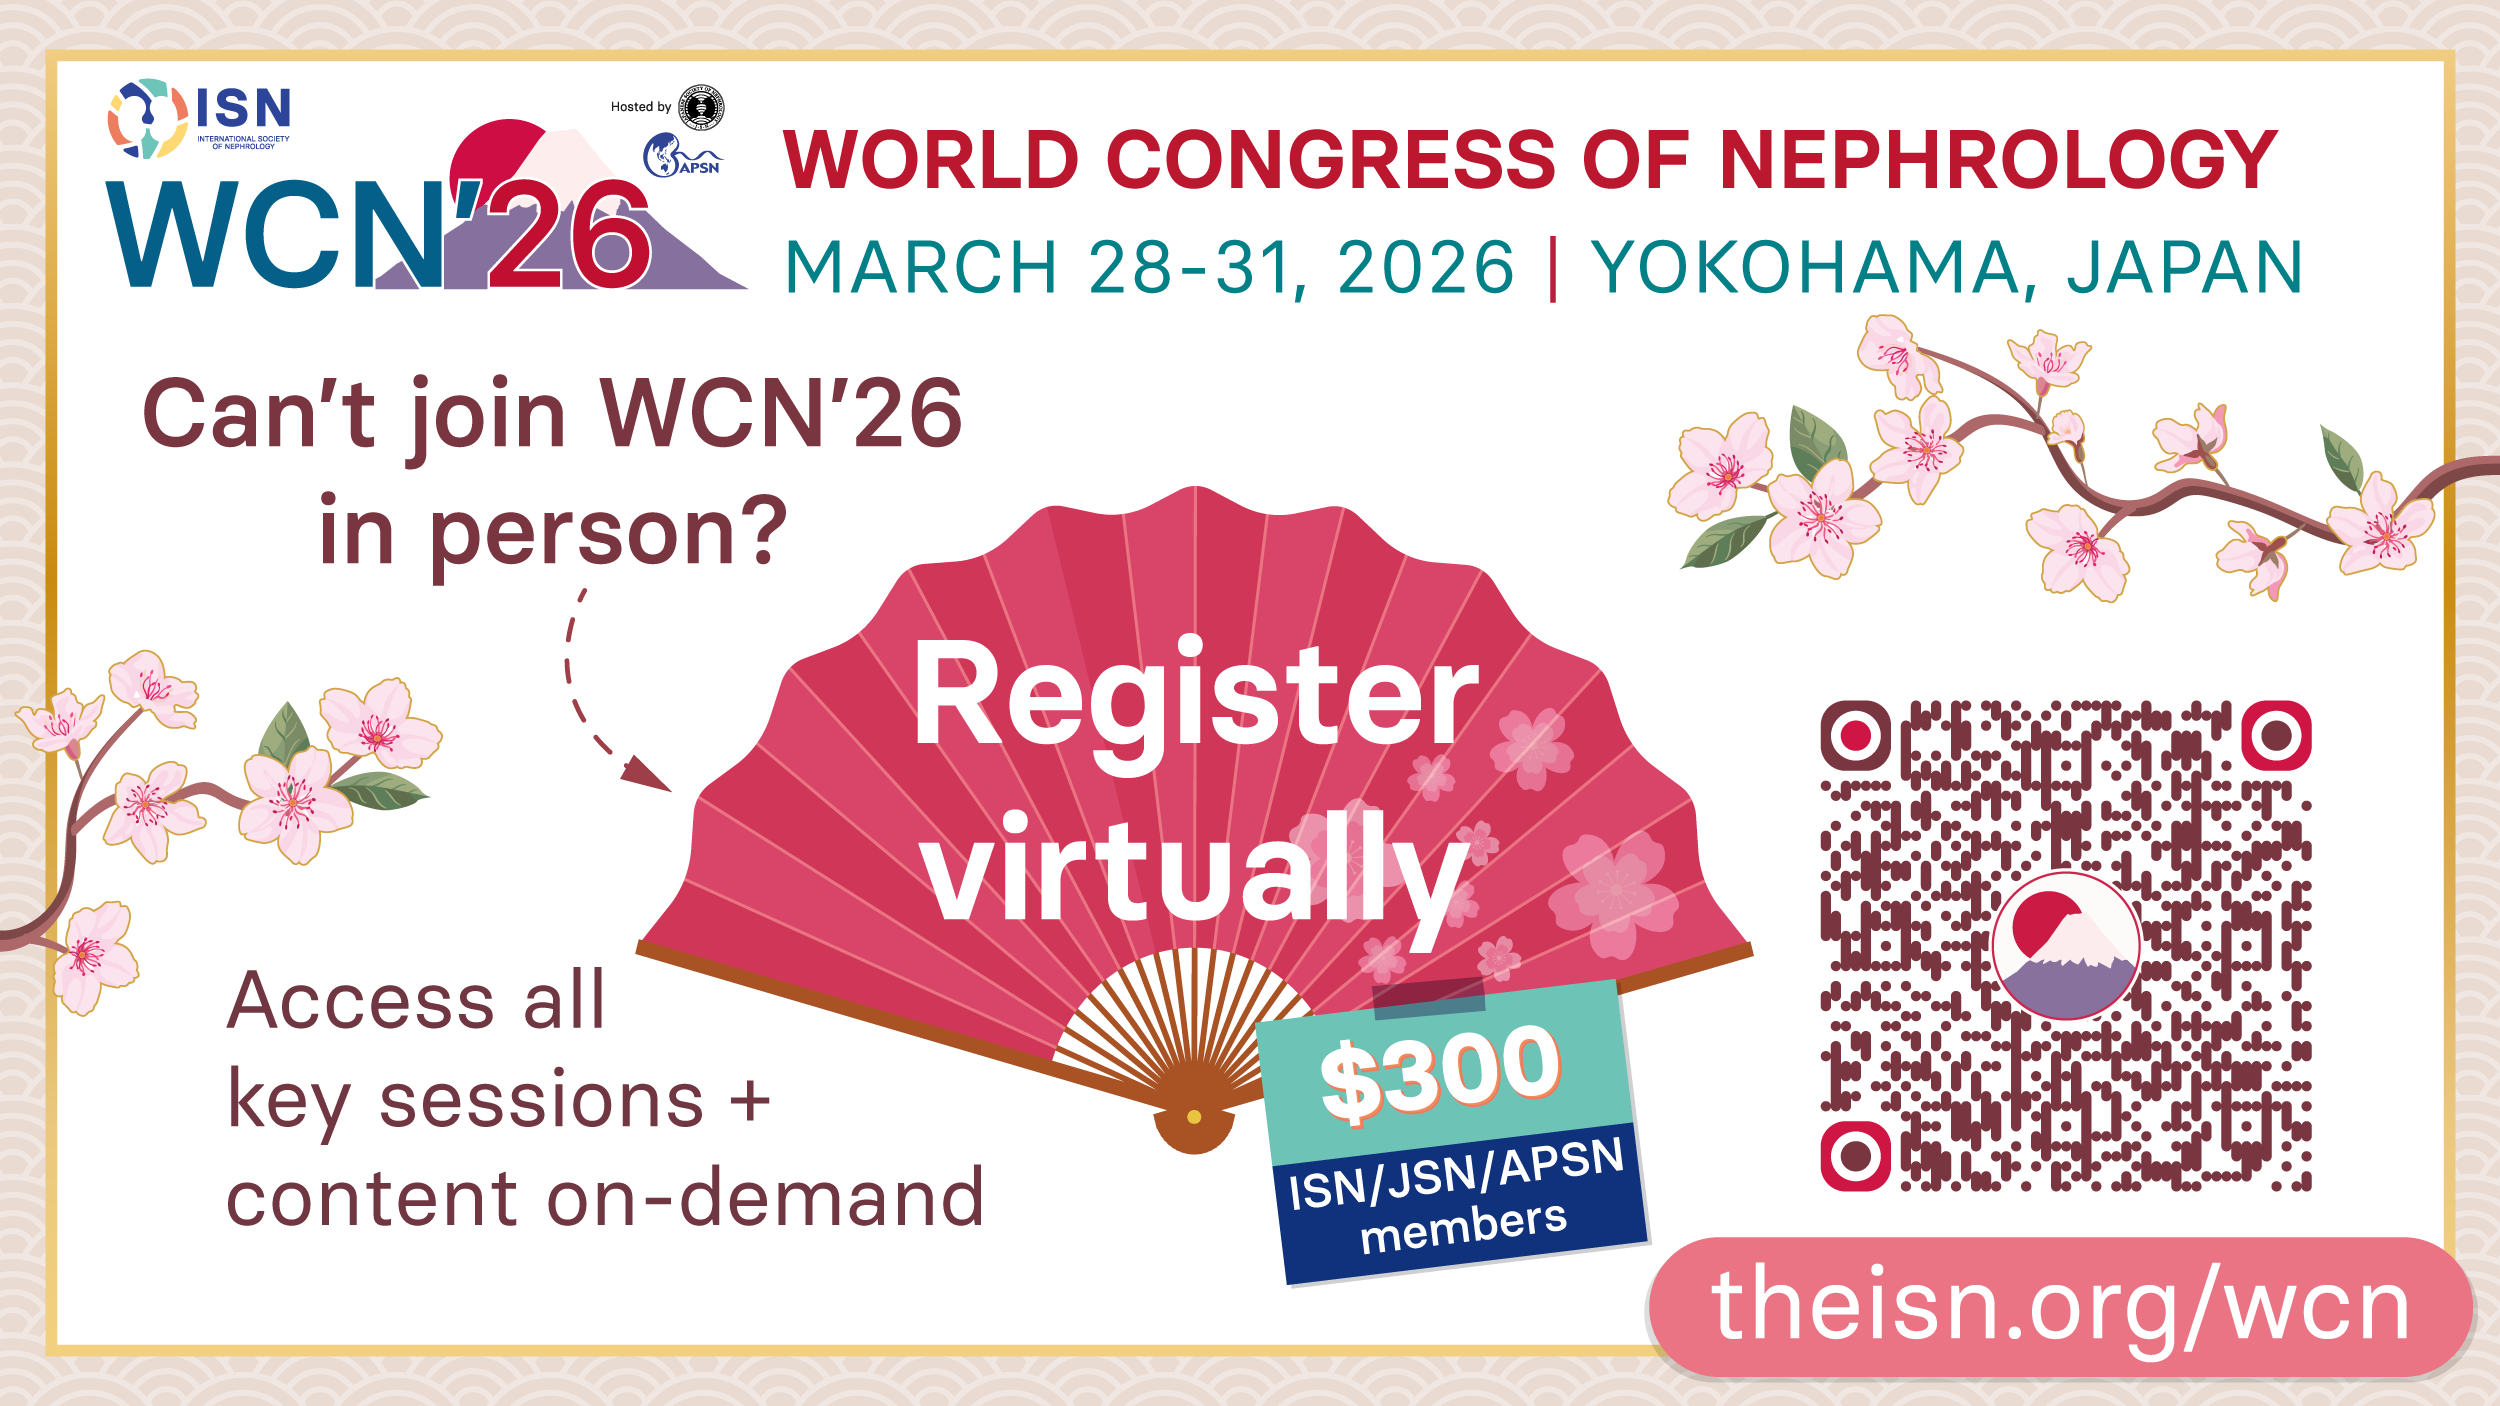 ISN
INTERNATIONAL SOCIETY
OF NEPHROLOGY
WCN'26
Hosted by
APSN
WORLD CONGRESS OF NEPHROLOGY
MARCH 28-31, 2026 | YOKOHAMA, JAPAN
Can't join WCN'26
in person?
Register
virtually
Access all
key sessions +
content on-demand
$300
ISN/JSN/APSN
members
theisn.org/wcn